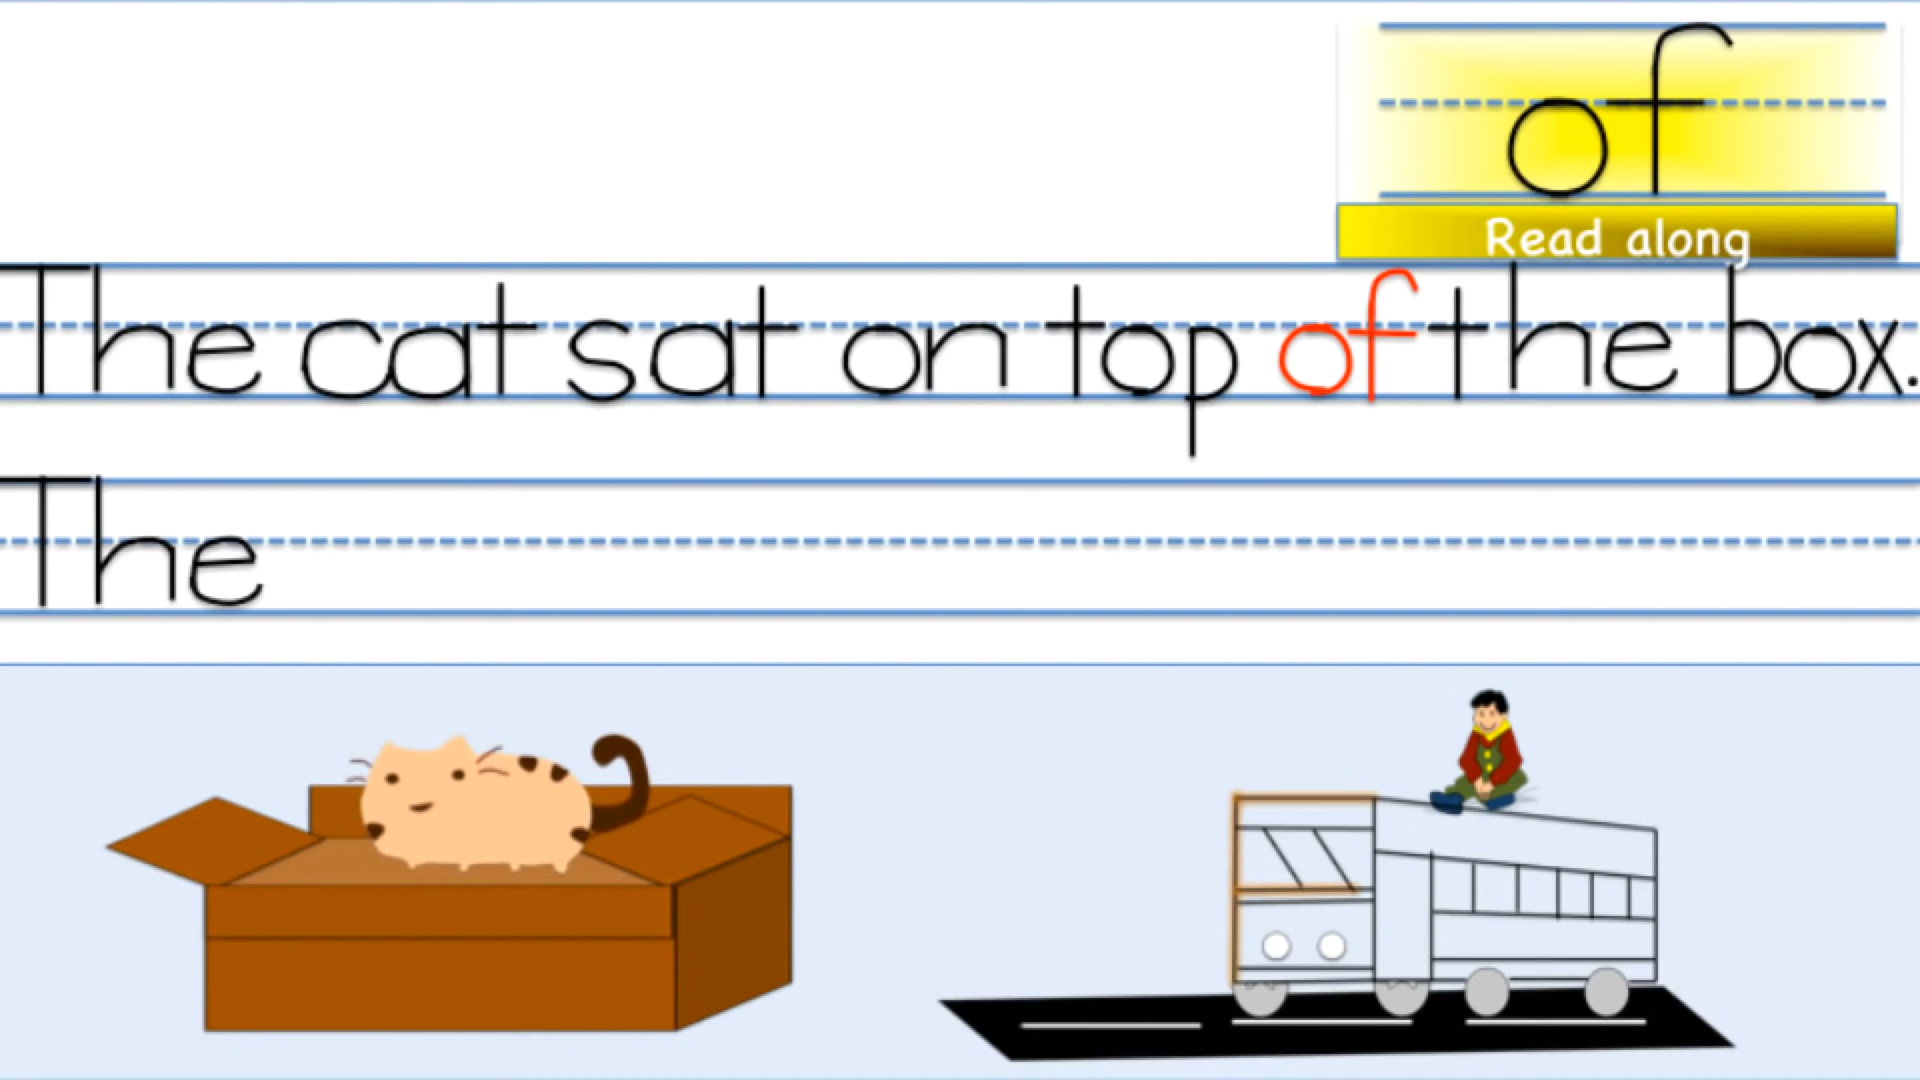 of
Read along
The cat sat on top of the box.
The